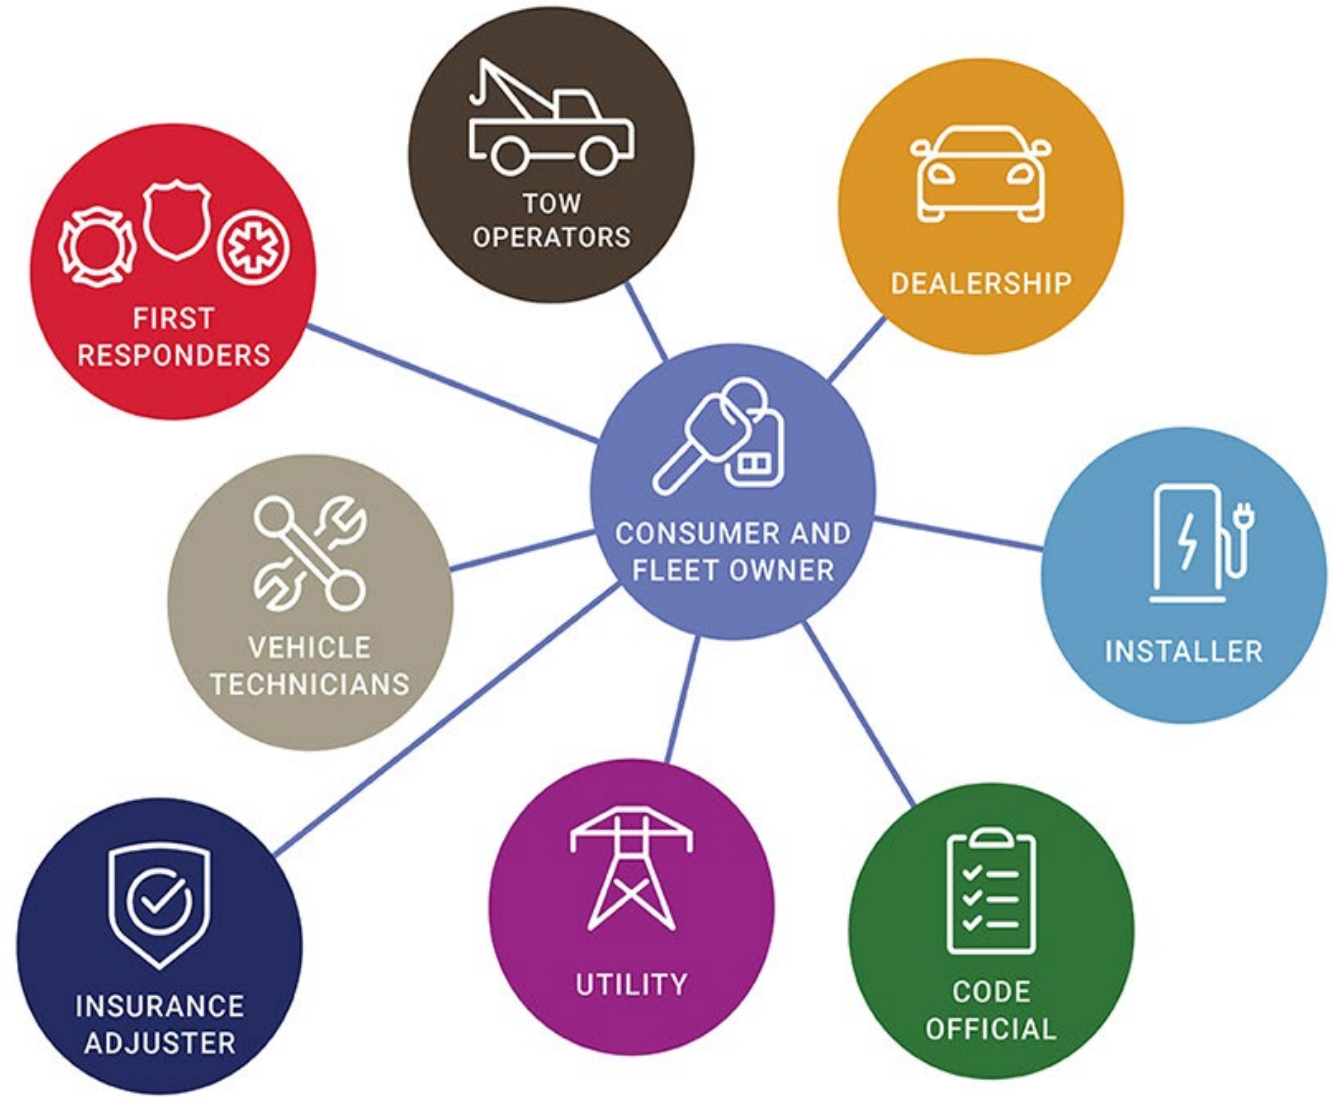 TOW
OPERATORS
DEALERSHIP
FIRST
RESPONDERS
CONSUMER AND
FLEET OWNER
VEHICLE
TECHNICIANS
INSTALLER
INSURANCE
ADJUSTER
UTILITY
CODE
OFFICIAL